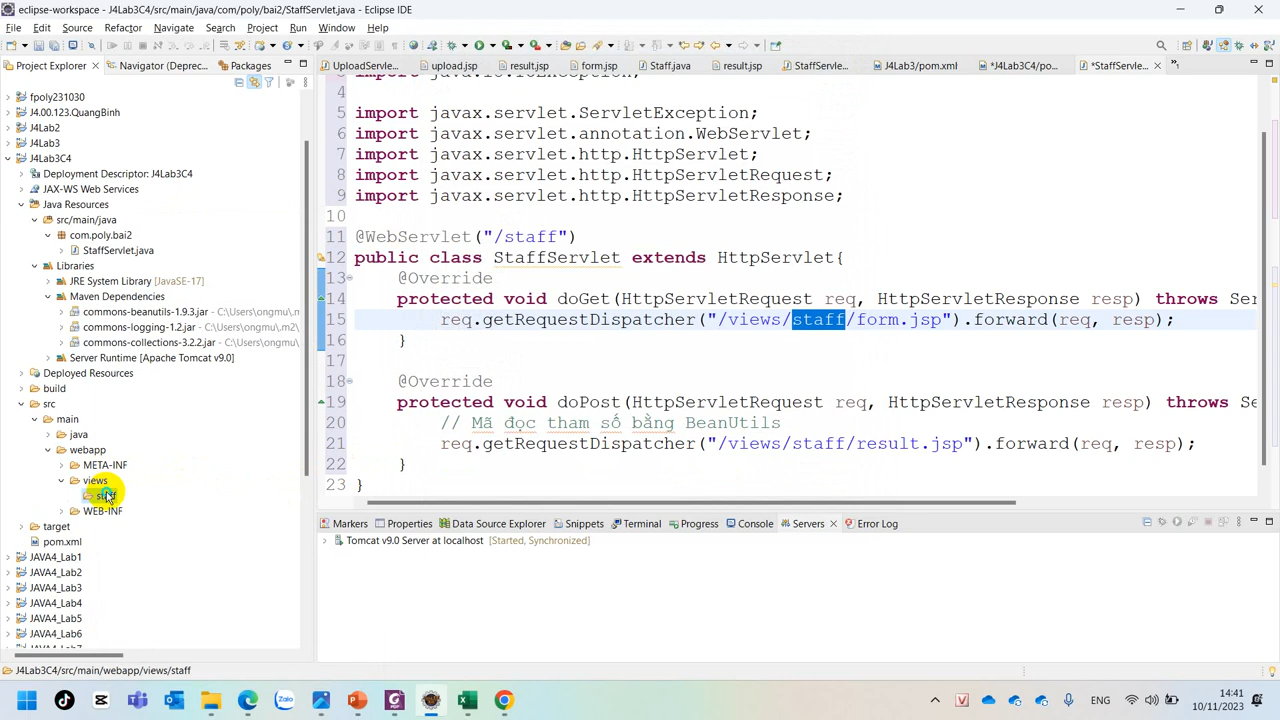 eclipse-workspace - J4Lab3C4/src/main/java/com/poly/bai2/StaffServlet.java - Eclipse IDE
File Edit Source Refactor Navigate Search Project Run Window Help
Project Explorer Navigator (Deprec... Packages
UploadServle... upload.jsp result.jsp form.jsp Staff.java result.jsp StaffServle... J4Lab3/pom.xml *J4Lab3C4/po... *StaffServle...
fpoly231030
J4.00.123.QuangBinh
J4Lab2
J4Lab3
J4Lab3C4
Deployment Descriptor: J4Lab3C4
JAX-WS Web Services
Java Resources
src/main/java
com.poly.bai2
StaffServlet.java
Libraries
JRE System Library [JavaSE-17]
Maven Dependencies
commons-beanutils-1.9.3.jar - C:\Users\ongmu\.m2\
commons-logging-1.2.jar - C:\Users\ongmu\.m2\
commons-collections-3.2.2.jar - C:\Users\ongmu\
Server Runtime [Apache Tomcat v9.0]
Deployed Resources
build
src
main
java
webapp
META-INF
views
staff
WEB-INF
target
pom.xml
JAVA4_Lab1
JAVA4_Lab2
JAVA4_Lab3
JAVA4_Lab4
JAVA4_Lab5
JAVA4_Lab6
4
5 import javax.servlet.ServletException;
6 import javax.servlet.annotation.WebServlet;
7 import javax.servlet.http.HttpServlet;
8 import javax.servlet.http.HttpServletRequest;
9 import javax.servlet.http.HttpServletResponse;
10
11 @WebServlet("/staff")
12 public class StaffServlet extends HttpServlet{
13 @Override
14 protected void doGet(HttpServletRequest req, HttpServletResponse resp) throws Ser
15 req.getRequestDispatcher("/views/staff/form.jsp").forward(req, resp);
16 }
17
18 @Override
19 protected void doPost(HttpServletRequest req, HttpServletResponse resp) throws Se
20 // Mã đọc tham số bằng BeanUtils
21 req.getRequestDispatcher("/views/staff/result.jsp").forward(req, resp);
22 }
23 }
Markers Properties Data Source Explorer Snippets Terminal Progress Console Servers Error Log
Tomcat v9.0 Server at localhost [Started, Synchronized]
J4Lab3C4/src/main/webapp/views/staff
ENG
14:41
10/11/2023